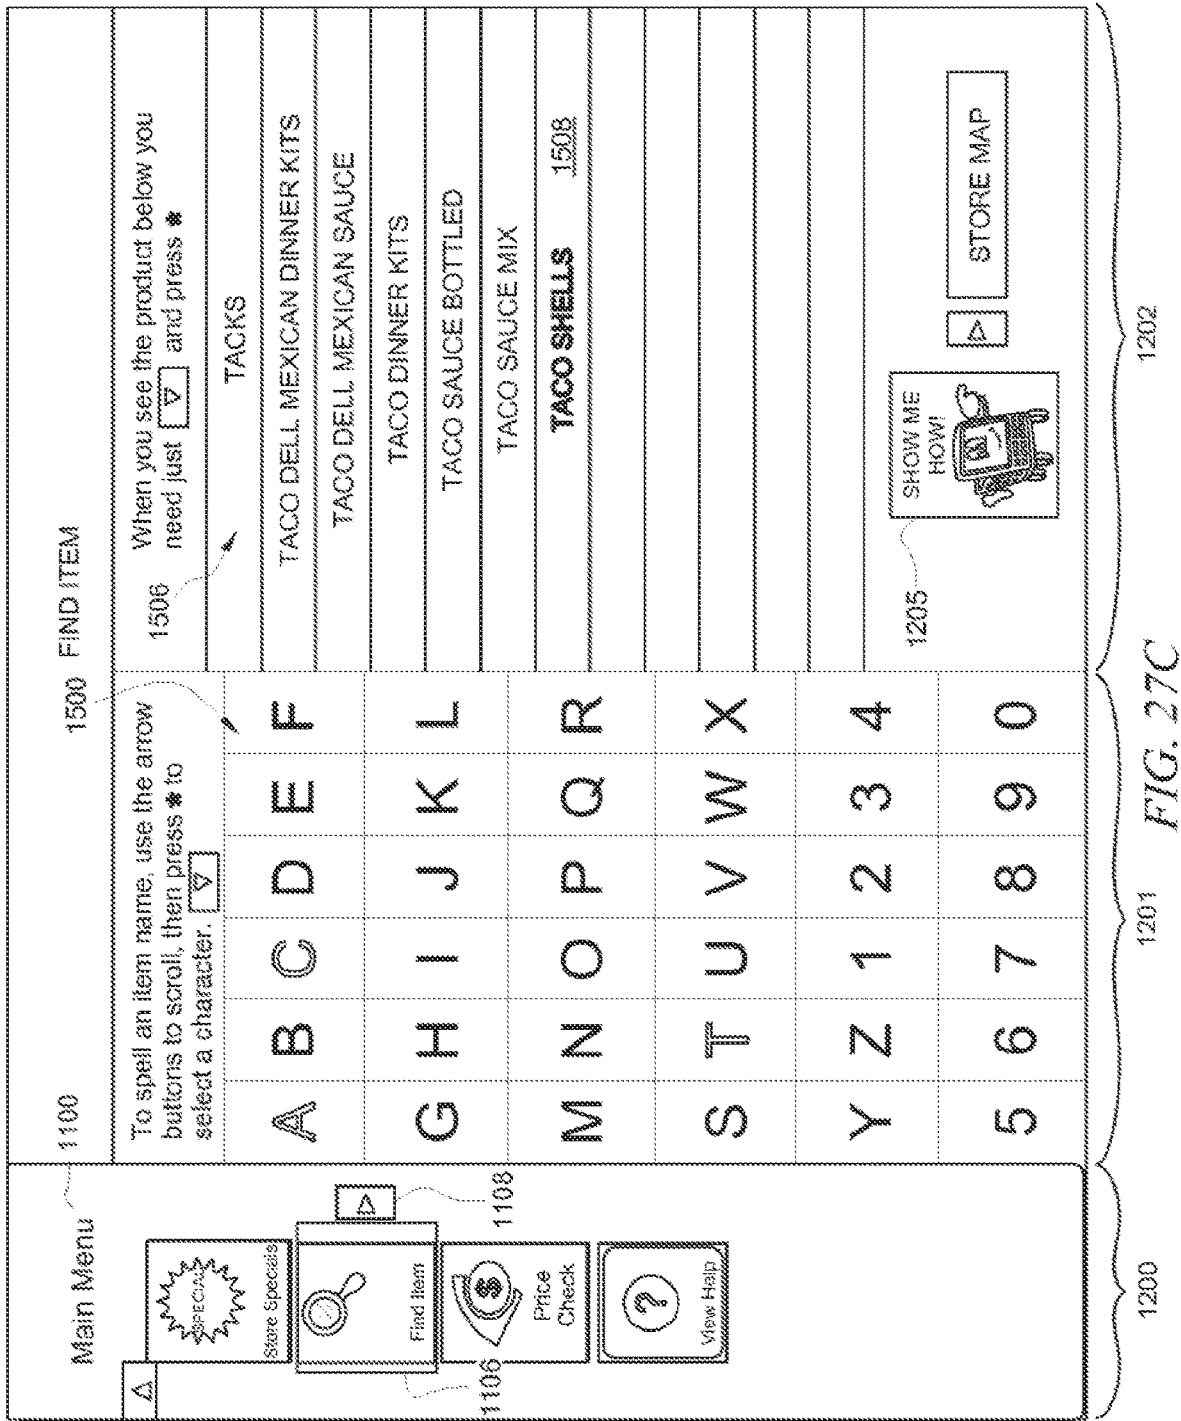 Main Menu
1100
1500
FIND ITEM
SPECIAL
Store Specials
Find Item
1106
1108
Price
Check
$
?
View Help
To spell an item name, use the arrow
buttons to scroll, then press ✱ to
select a character.
A B C D E F
G H I J K L
M N O P Q R
S T U V W X
Y Z 1 2 3 4
5 6 7 8 9 0
When you see the product below you
need just and press ✱
1506
TACKS
TACO DELL MEXICAN DINNER KITS
TACO DELL MEXICAN SAUCE
TACO DINNER KITS
TACO SAUCE BOTTLED
TACO SAUCE MIX
TACO SHELLS 1508
1205
SHOW ME
HOW!
STORE MAP
1200
1201
1202
FIG. 27C